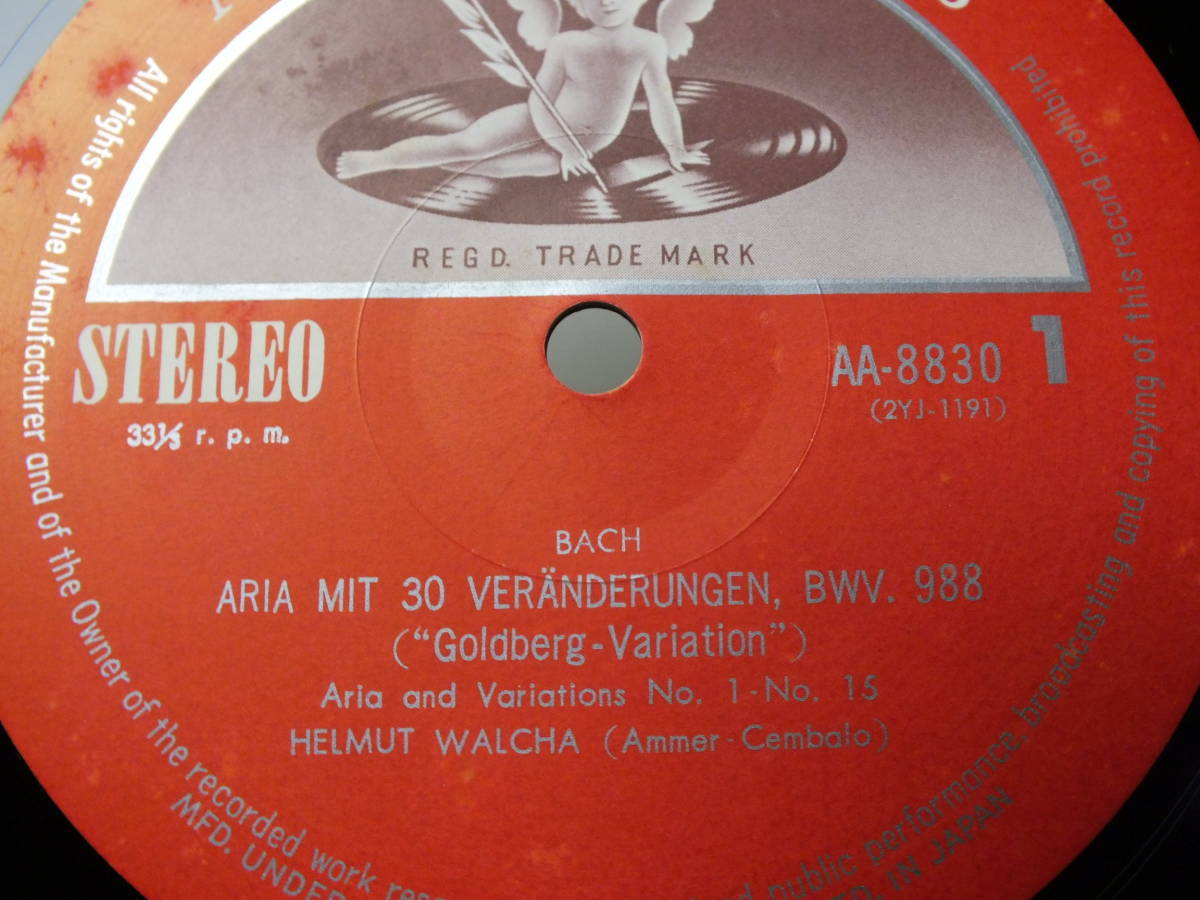 REGD. TRADE MARK
STEREO
33⅓ r. p. m.
AA-8830 1
(2YJ-1191)
BACH
ARIA MIT 30 VERÄNDERUNGEN, BWV. 988
("Goldberg-Variation")
Aria and Variations No. 1-No. 15
HELMUT WALCHA (Ammer-Cembalo)
All rights of the Manufacturer and of the Owner of the recorded work
public performance, broadcasting and copying of this record prohibited
MFD. UNDER
IN JAPAN